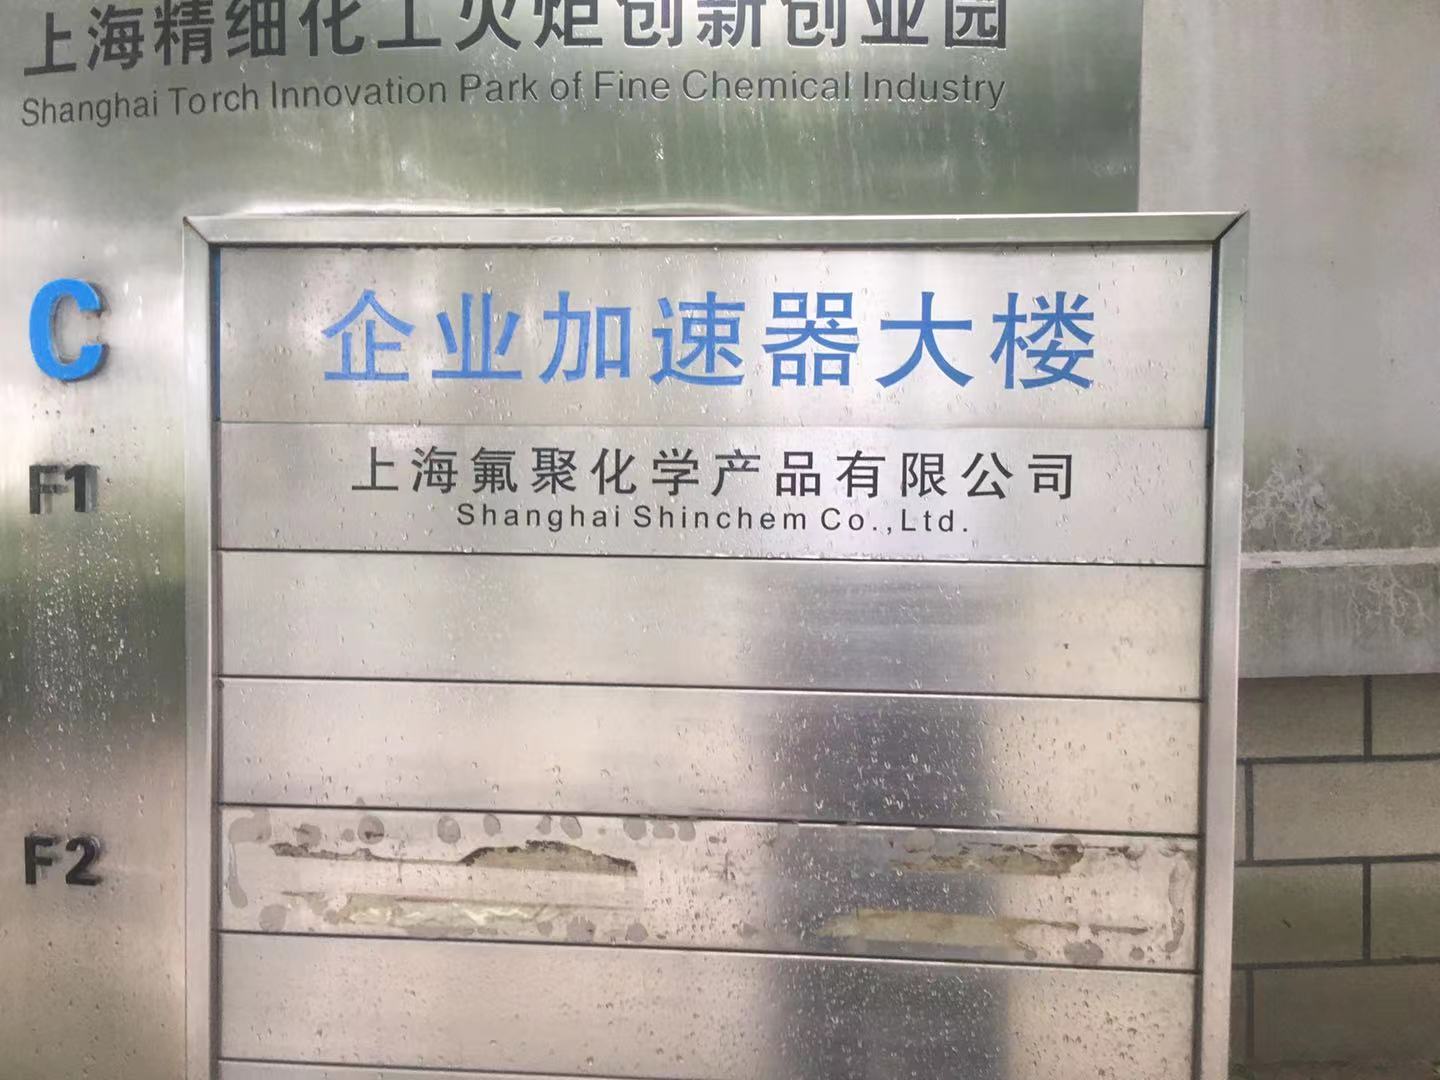 上海精细化工火炬创新创业园
Shanghai Torch Innovation Park of Fine Chemical Industry
C
企业加速器大楼
F1
上海氟聚化学产品有限公司
Shanghai Shinchem Co.,Ltd.
F2